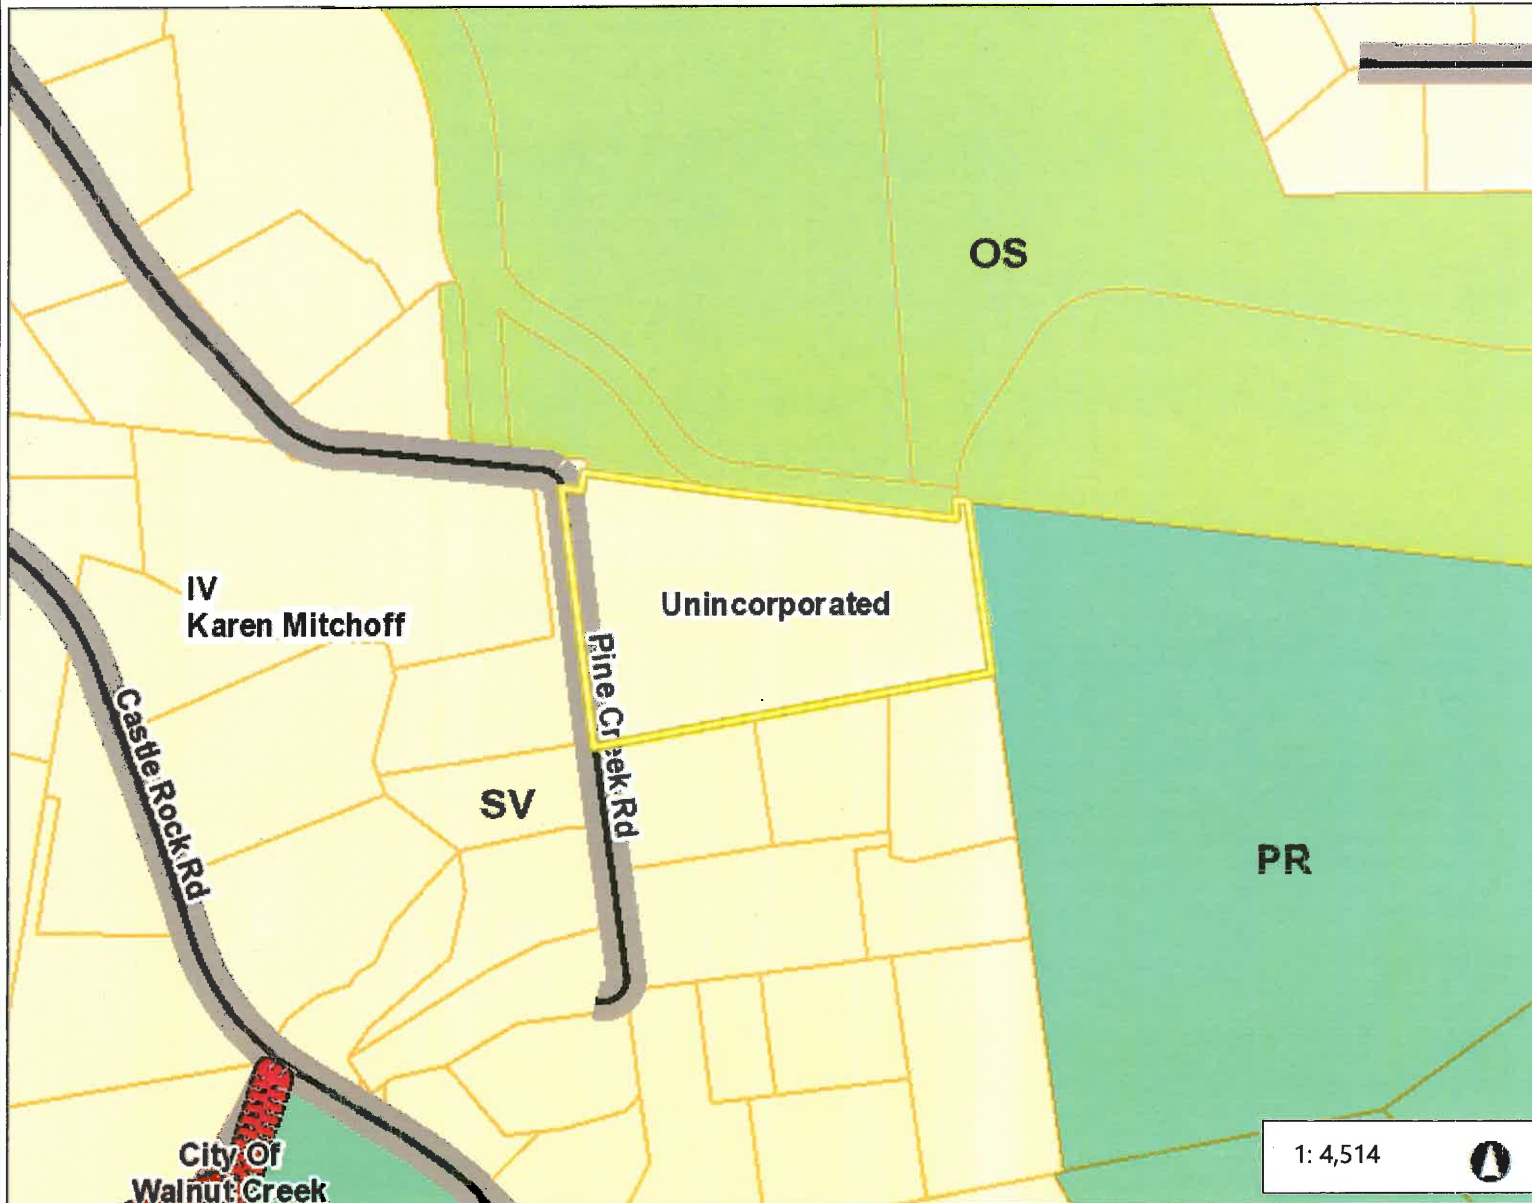 OS
IV
Karen Mitchoff
Unincorporated
Pine Creek Rd
Castle Rock Rd
SV
PR
City Of
Walnut Creek
1: 4,514